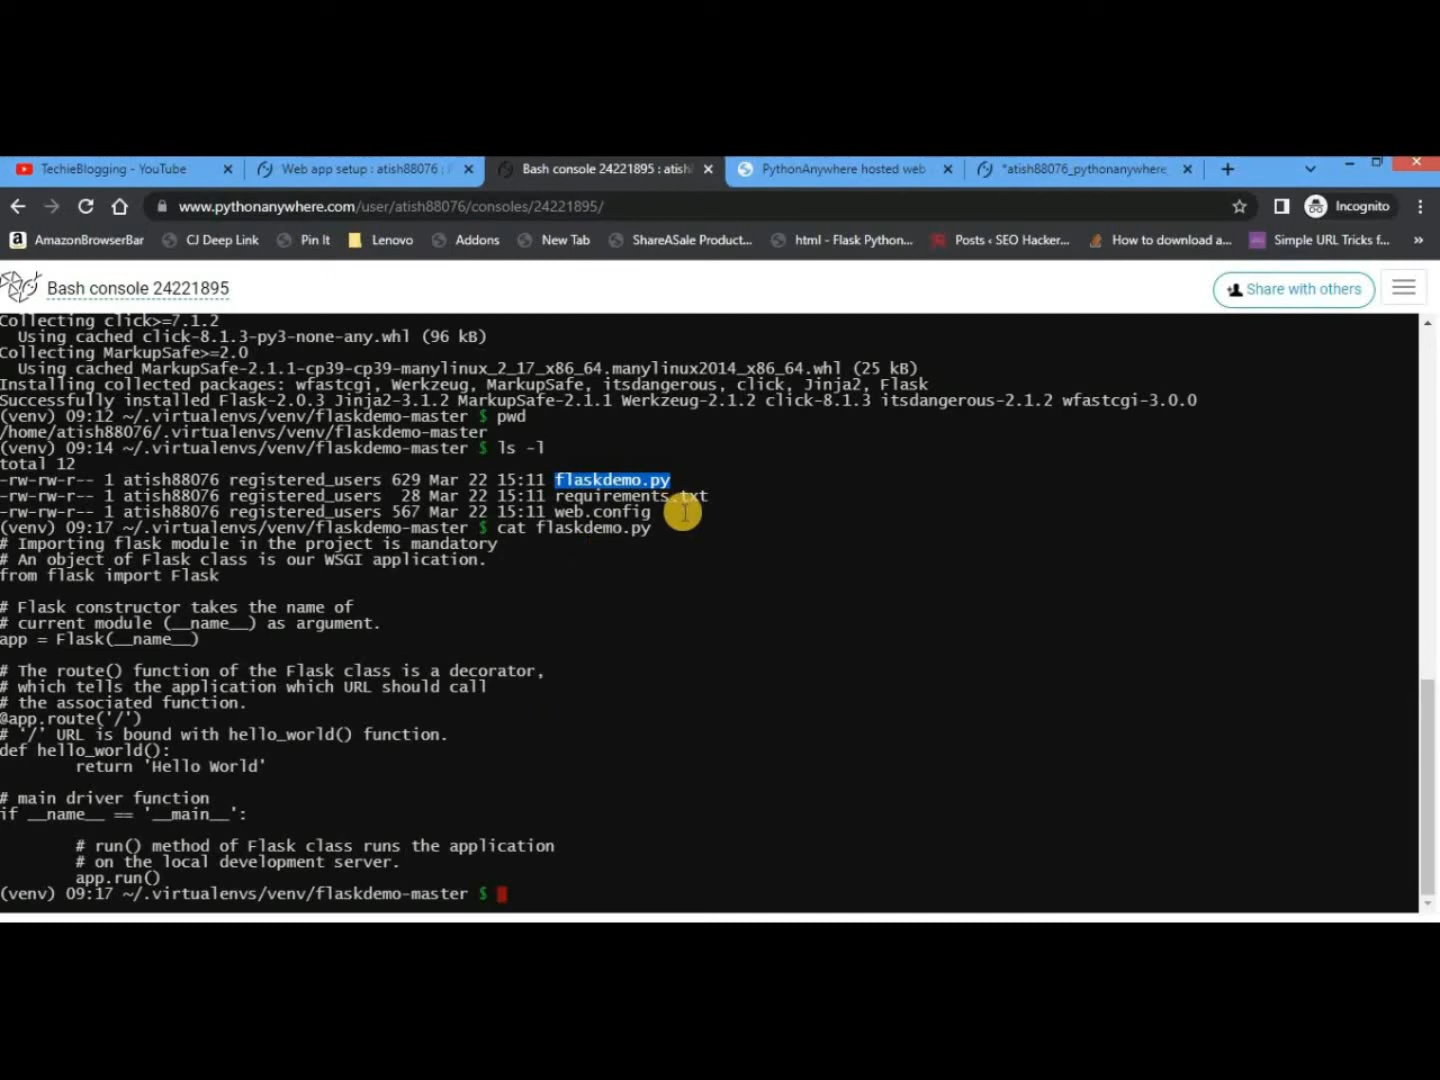 TechieBlogging - YouTube
Web app setup : atish88076 : P
Bash console 24221895 : atish
PythonAnywhere hosted web
*atish88076_pythonanywhere_
www.pythonanywhere.com/user/atish88076/consoles/24221895/
Incognito
AmazonBrowserBar
CJ Deep Link
Pin It
Lenovo
Addons
New Tab
ShareASale Product...
html - Flask Python...
Posts ‹ SEO Hacker...
How to download a...
Simple URL Tricks f...
»
Bash console 24221895
Share with others
Collecting click>=7.1.2
  Using cached click-8.1.3-py3-none-any.whl (96 kB)
Collecting MarkupSafe>=2.0
  Using cached MarkupSafe-2.1.1-cp39-cp39-manylinux_2_17_x86_64.manylinux2014_x86_64.whl (25 kB)
Installing collected packages: wfastcgi, Werkzeug, MarkupSafe, itsdangerous, click, Jinja2, Flask
Successfully installed Flask-2.0.3 Jinja2-3.1.2 MarkupSafe-2.1.1 Werkzeug-2.1.2 click-8.1.3 itsdangerous-2.1.2 wfastcgi-3.0.0
(venv) 09:12 ~/.virtualenvs/venv/flaskdemo-master $ pwd
/home/atish88076/.virtualenvs/venv/flaskdemo-master
(venv) 09:14 ~/.virtualenvs/venv/flaskdemo-master $ ls -l
total 12
-rw-rw-r-- 1 atish88076 registered_users 629 Mar 22 15:11 flaskdemo.py
-rw-rw-r-- 1 atish88076 registered_users  28 Mar 22 15:11 requirements.txt
-rw-rw-r-- 1 atish88076 registered_users 567 Mar 22 15:11 web.config
(venv) 09:17 ~/.virtualenvs/venv/flaskdemo-master $ cat flaskdemo.py
# Importing flask module in the project is mandatory
# An object of Flask class is our WSGI application.
from flask import Flask
# Flask constructor takes the name of
# current module (__name__) as argument.
app = Flask(__name__)
# The route() function of the Flask class is a decorator,
# which tells the application which URL should call
# the associated function.
@app.route('/')
# ‘/’ URL is bound with hello_world() function.
def hello_world():
        return 'Hello World'
# main driver function
if __name__ == '__main__':
        # run() method of Flask class runs the application
        # on the local development server.
        app.run()
(venv) 09:17 ~/.virtualenvs/venv/flaskdemo-master $